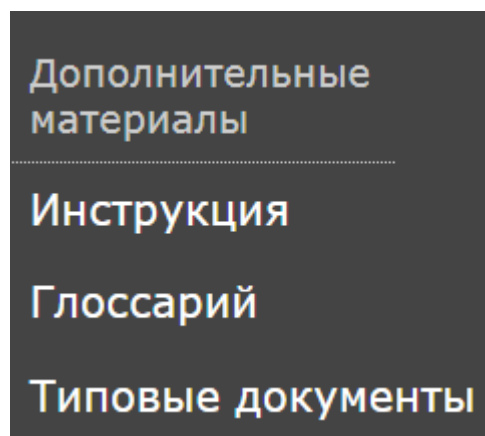 Дополнительные
материалы
Инструкция
Глоссарий
Типовые документы